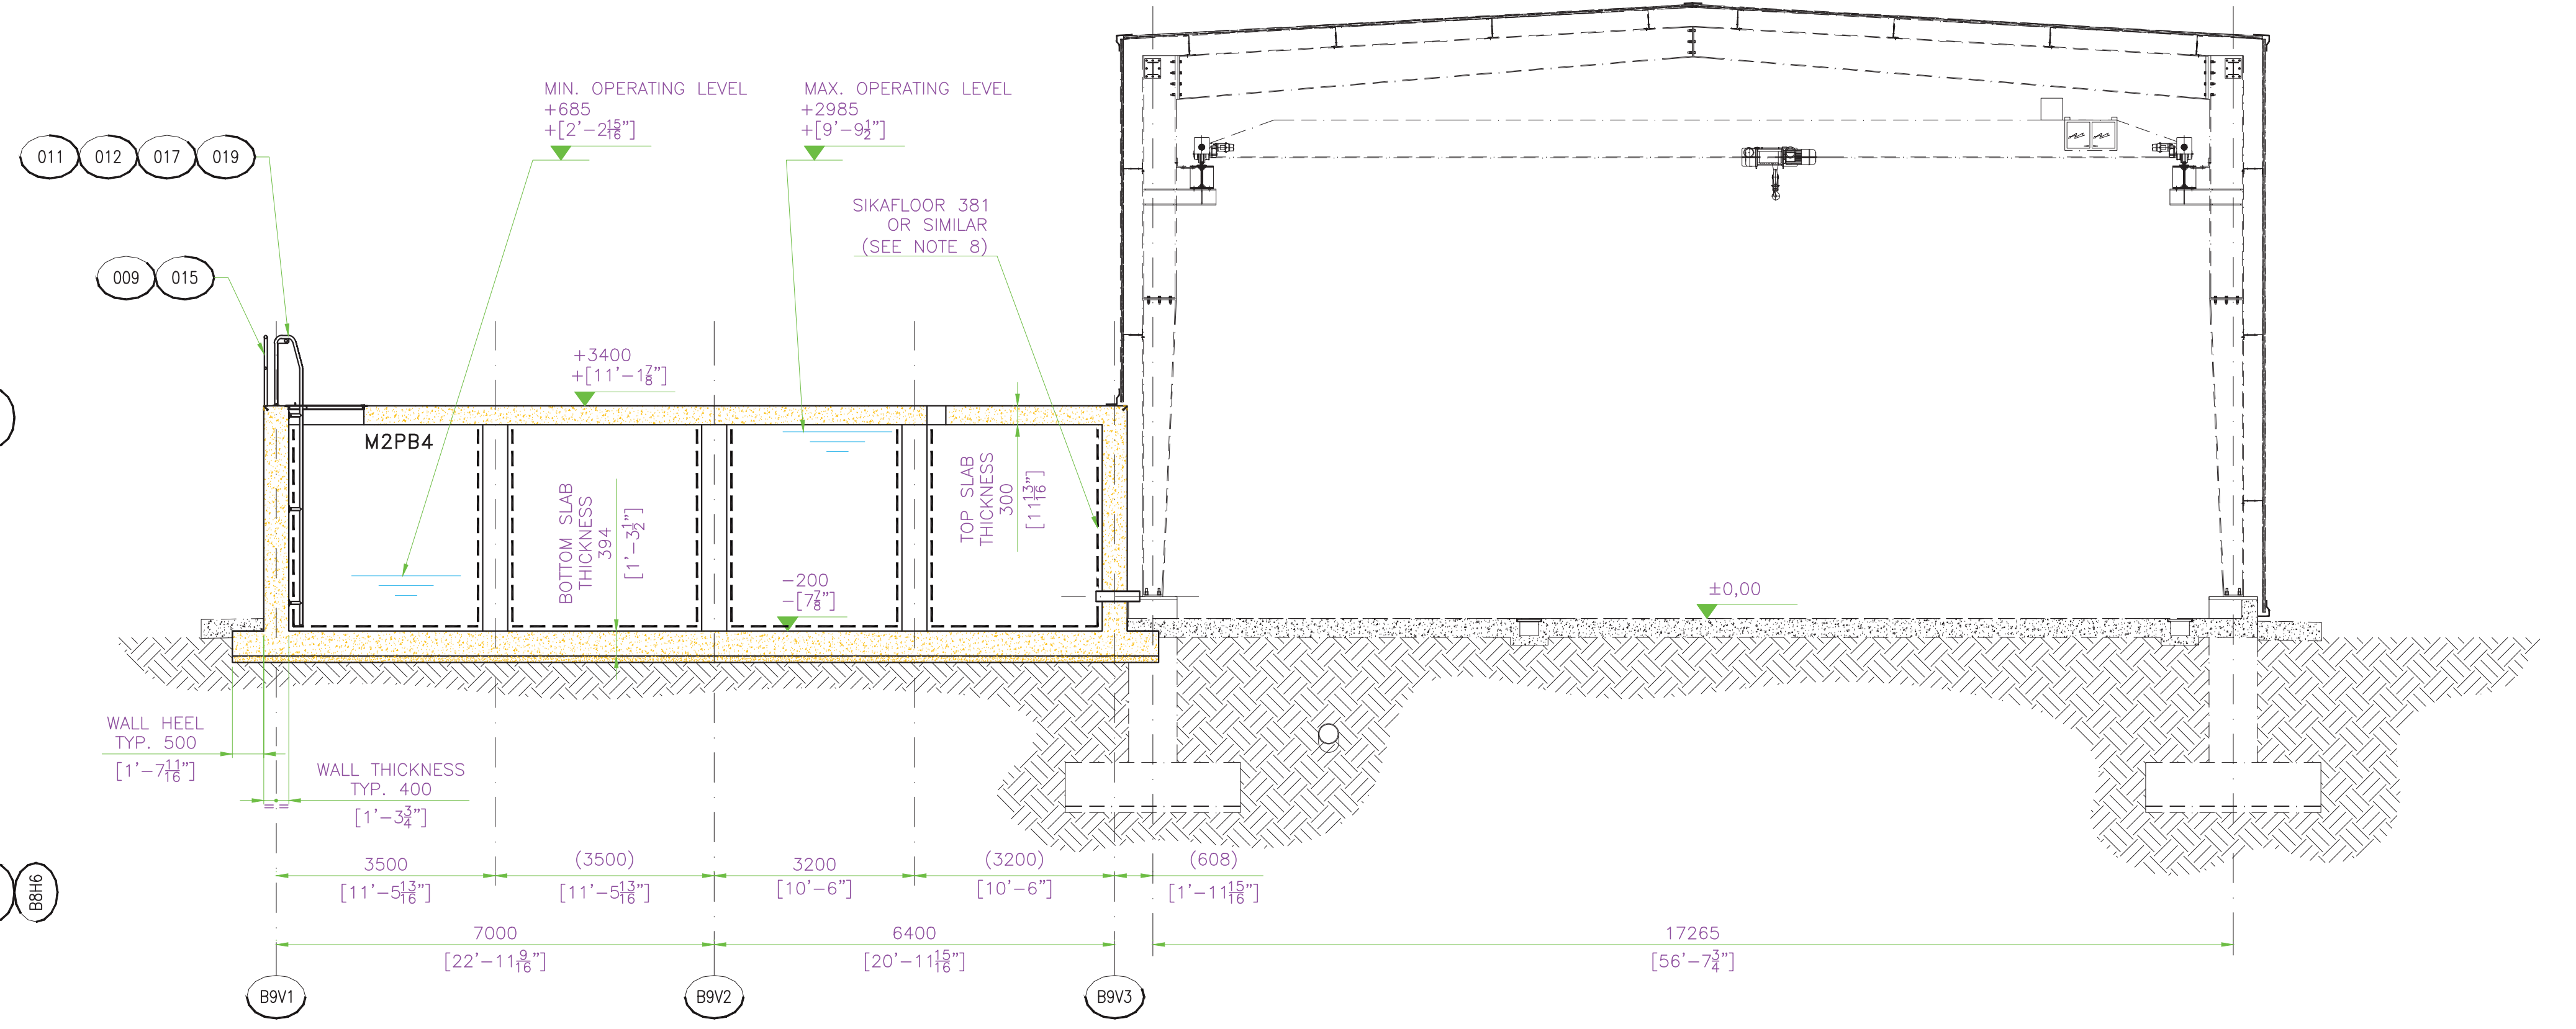 MIN. OPERATING LEVEL
+685
+[2'-2 15/16"]
MAX. OPERATING LEVEL
+2985
+[9'-9 1/2"]
011 012 017 019
SIKAFLOOR 381
OR SIMILAR
(SEE NOTE 8)
009 015
+3400
+[11'-1 7/8"]
M2PB4
BOTTOM SLAB
THICKNESS
394
[1'-3 1/2"]
TOP SLAB
THICKNESS
300
[11 13/16"]
-200
-[7 7/8"]
±0,00
WALL HEEL
TYP. 500
[1'-7 11/16"]
WALL THICKNESS
TYP. 400
[1'-3 3/4"]
B8H6
3500 (3500) 3200 (3200) (608)
[11'-5 13/16"] [11'-5 13/16"] [10'-6"] [10'-6"] [1'-11 15/16"]
7000 6400 17265
[22'-11 9/16"] [20'-11 15/16"] [56'-7 3/4"]
B9V1 B9V2 B9V3